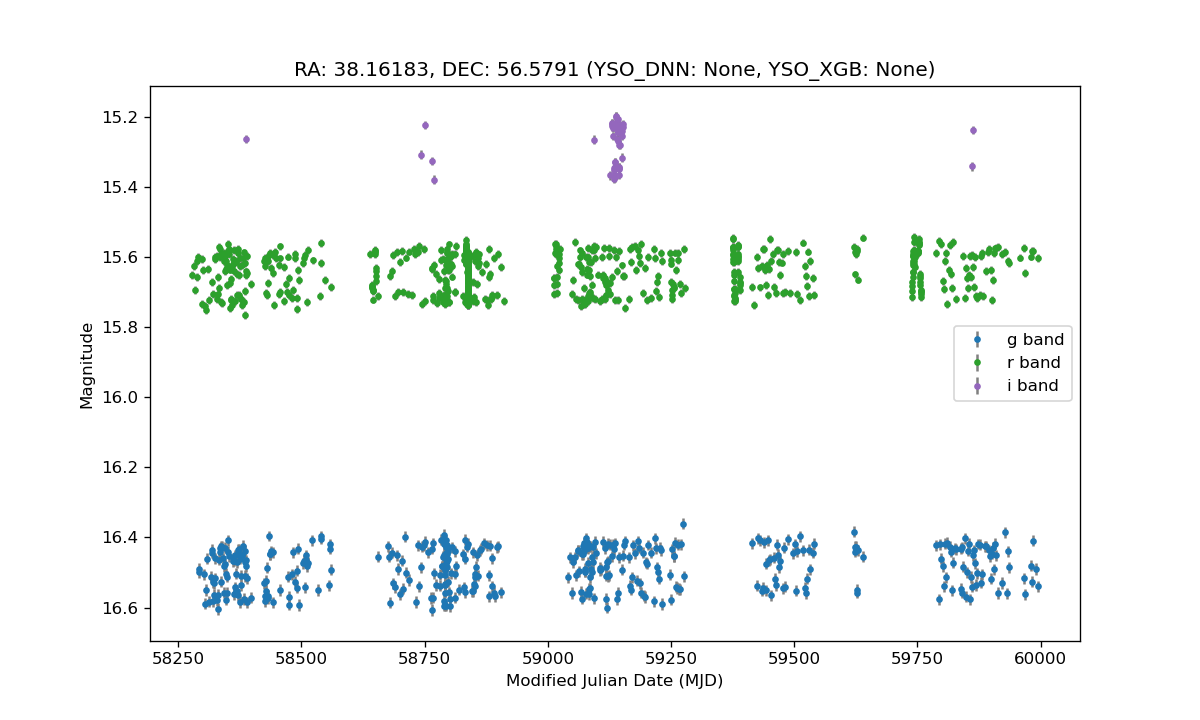 RA: 38.16183, DEC: 56.5791 (YSO_DNN: None, YSO_XGB: None)
15.2
15.4
15.6
15.8
16.0
16.2
16.4
16.6
Magnitude
g band
r band
i band
58250 58500 58750 59000 59250 59500 59750 60000
Modified Julian Date (MJD)